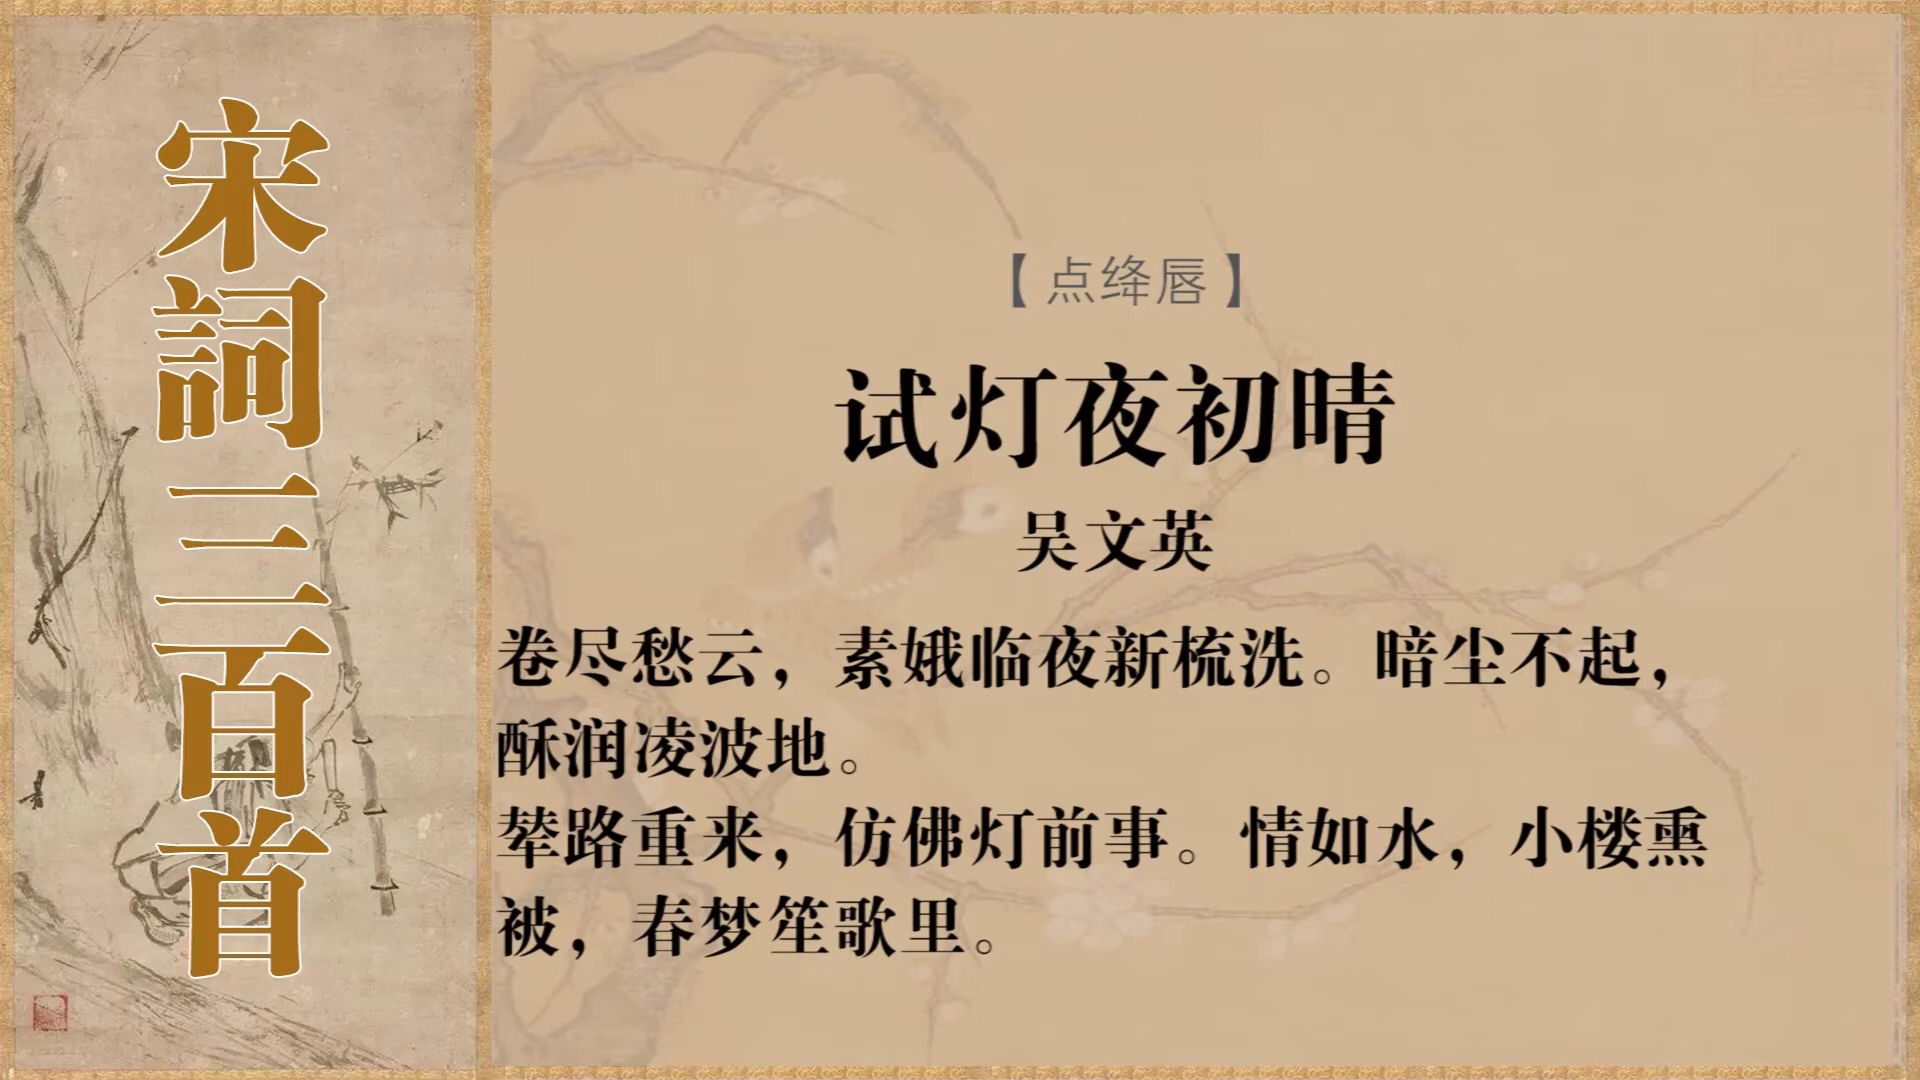 宋詞三百首
【点绛唇】
试灯夜初晴
吴文英
卷尽愁云，素娥临夜新梳洗。暗尘不起，
酥润凌波地。
辇路重来，仿佛灯前事。情如水，小楼熏
被，春梦笙歌里。